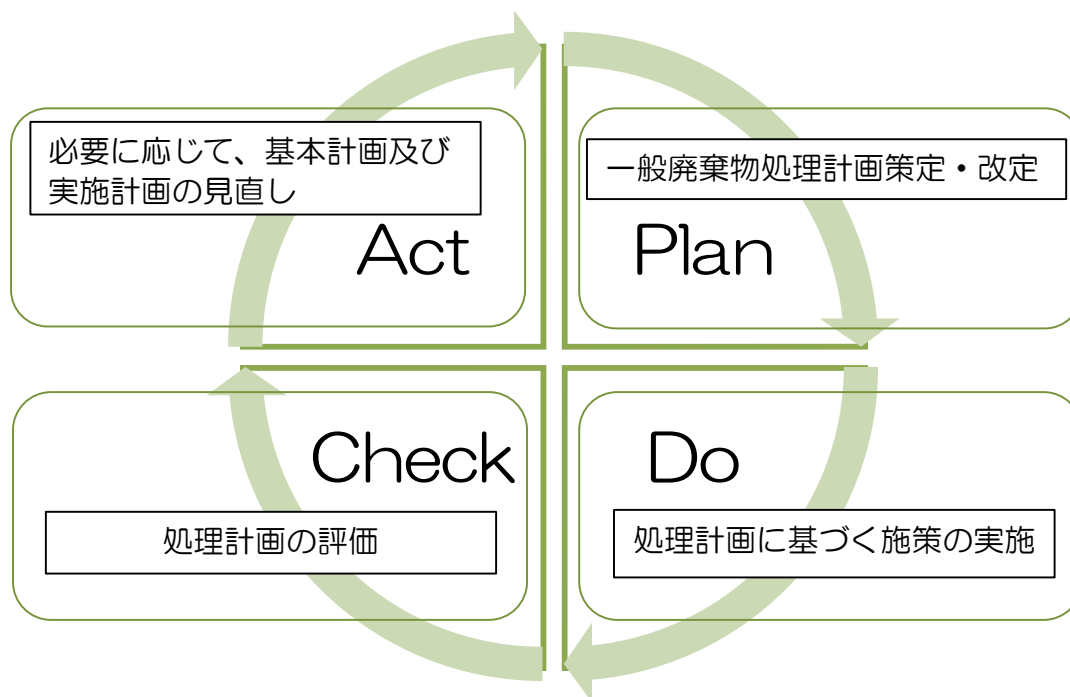 必要に応じて、基本計画及び
実施計画の見直し
Act
一般廃棄物処理計画策定・改定
Plan
Check
処理計画の評価
Do
処理計画に基づく施策の実施